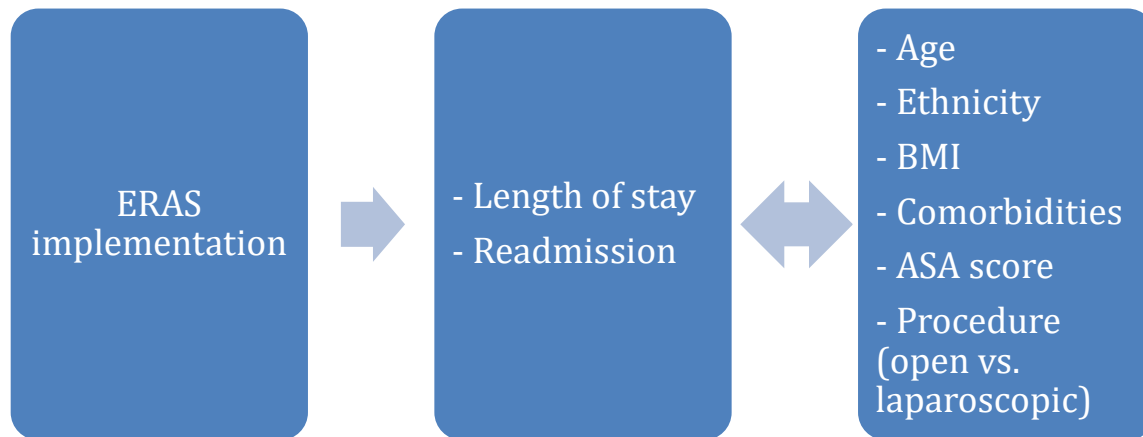 ERAS
implementation
- Length of stay
- Readmission
- Age
- Ethnicity
- BMI
- Comorbidities
- ASA score
- Procedure
(open vs.
laparoscopic)